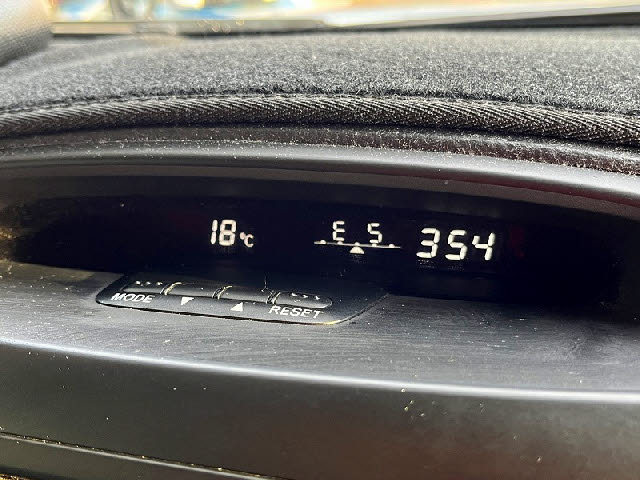 18°C E S 354
MODE ▼ ▲ RESET